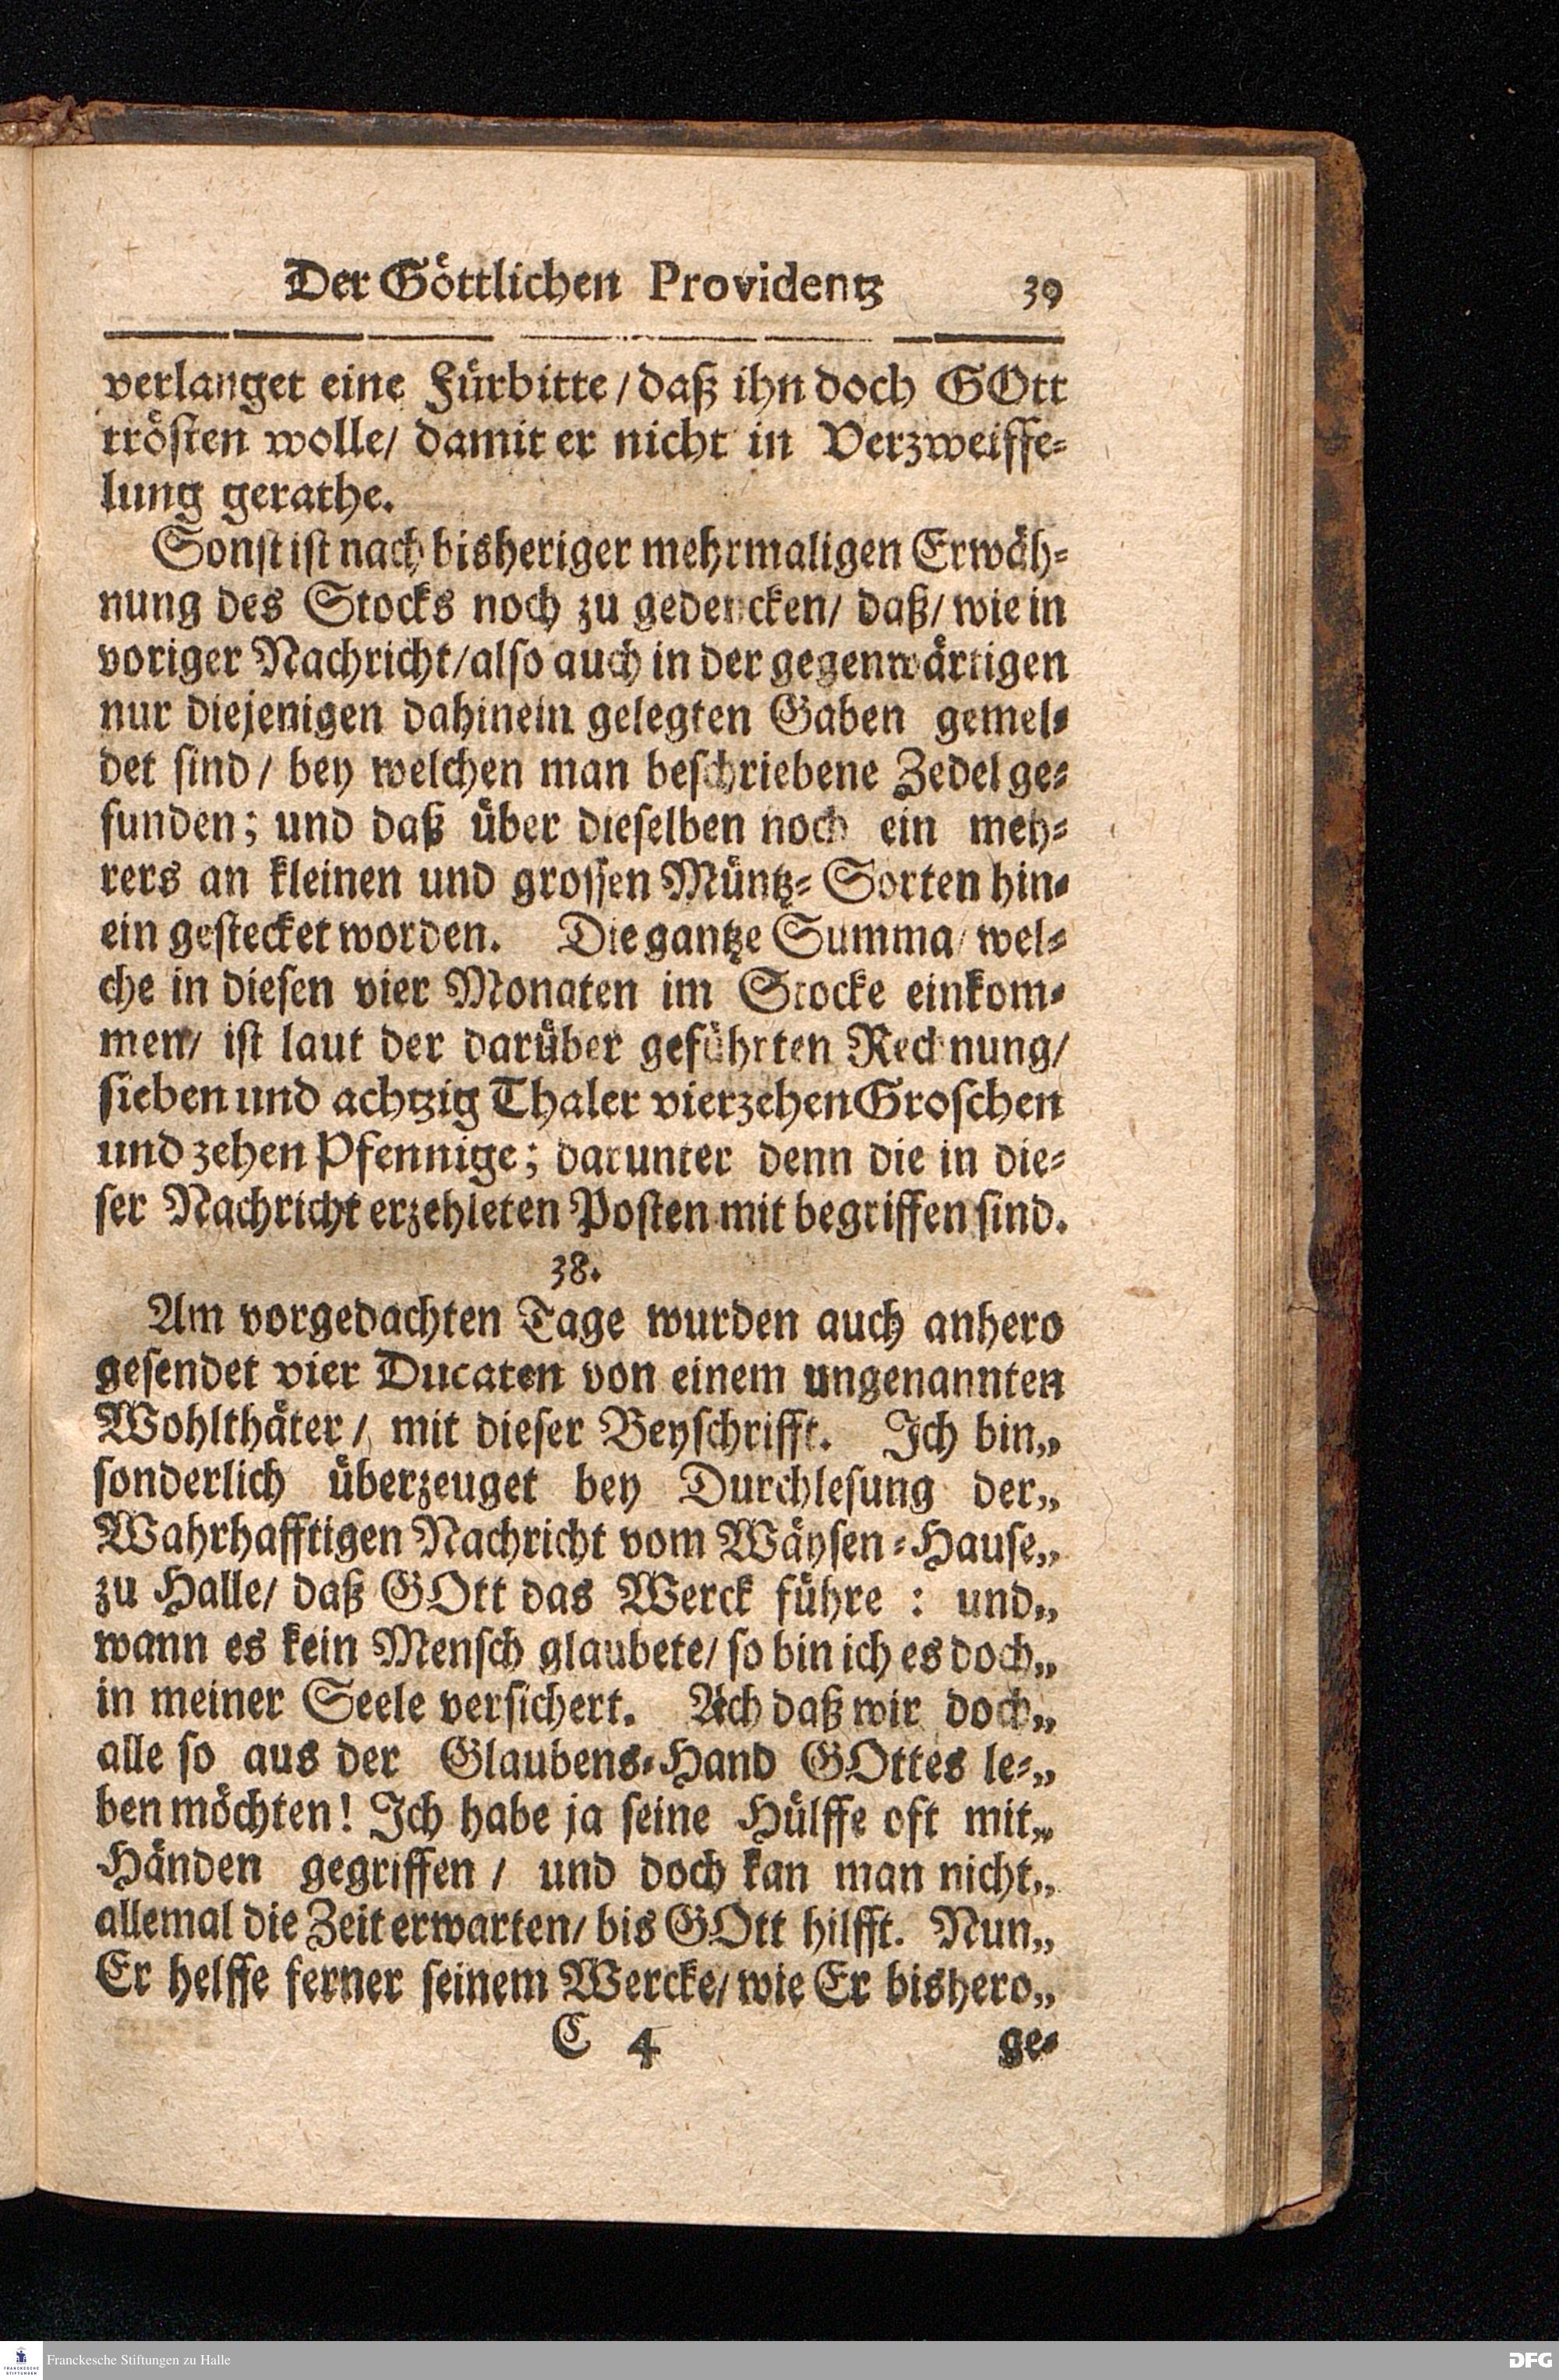 Der Göttlichen Providentz 39
verlanget eine Fürbitte / daß ihn doch GOtt
trösten wolle / damit er nicht in Verzweiffe-
lung gerathe.
Sonst ist nach bisheriger mehrmaligen Erwäh-
nung des Stocks noch zu gedencken / daß / wie in
voriger Nachricht / also auch in der gegenwärtigen
nur diejenigen dahinein gelegten Gaben gemel-
det sind / bey welchen man beschriebene Zedel ge-
funden; und daß über dieselben noch ein meh-
rers an kleinen und grossen Müntz-Sorten hin-
ein gestecket worden. Die gantze Summa / wel-
che in diesen vier Monaten im Stocke einkom-
men / ist laut der darüber geführten Rechnung /
sieben und achtzig Thaler vierzehen Groschen
und zehen Pfennige; darunter denn die in die-
ser Nachricht erzehleten Posten mit begriffen sind.
38.
Am vorgedachten Tage wurden auch anhero
gesendet vier Ducaten von einem ungenannten
Wohlthäter / mit dieser Beyschrifft. Ich bin„
sonderlich überzeuget bey Durchlesung der„
Wahrhafftigen Nachricht vom Wäysen-Hause„
zu Halle / daß GOtt das Werck führe : und„
wann es kein Mensch glaubete / so bin ich es doch„
in meiner Seele versichert. Ach daß wir doch„
alle so aus der Glaubens-Hand GOttes le-„
ben möchten! Ich habe ja seine Hülffe oft mit„
Händen gegriffen / und doch kan man nicht„
allemal die Zeit erwarten / bis GOtt hilfft. Nun„
Er helffe ferner seinem Wercke / wie Er bishero„
C 4 ge-
FRANCKESCHE STIFTUNGEN
Franckesche Stiftungen zu Halle
DFG